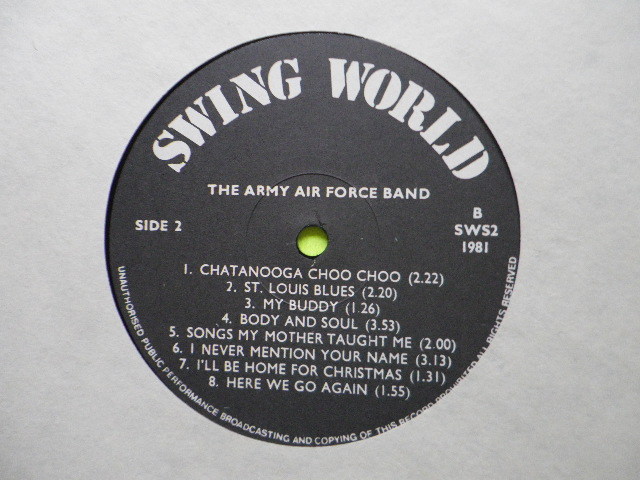 SWING WORLD
THE ARMY AIR FORCE BAND
SIDE 2
B
SWS2
1981
1. CHATANOOGA CHOO CHOO (2.22)
2. ST. LOUIS BLUES (2.20)
3. MY BUDDY (1.26)
4. BODY AND SOUL (3.53)
5. SONGS MY MOTHER TAUGHT ME (2.00)
6. I NEVER MENTION YOUR NAME (3.13)
7. I'LL BE HOME FOR CHRISTMAS (1.31)
8. HERE WE GO AGAIN (1.55)
UNAUTHORISED PUBLIC PERFORMANCE BROADCASTING AND COPYING OF THIS RECORD PROHIBITED ALL RIGHTS RESERVED